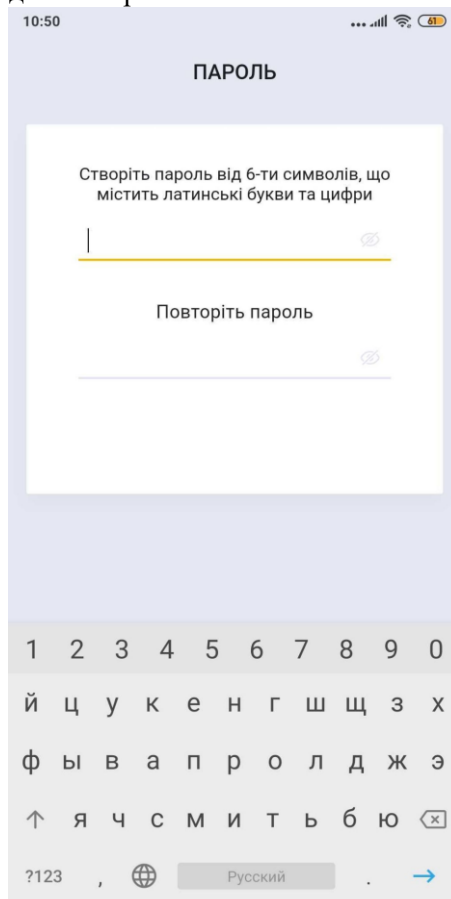 10:50
61
ПАРОЛЬ
Створіть пароль від 6-ти символів, що
містить латинські букви та цифри
Повторіть пароль
1 2 3 4 5 6 7 8 9 0
й ц у к е н г ш щ з х
ф ы в а п р о л д ж э
я ч с м и т ь б ю
?123 , Русский .